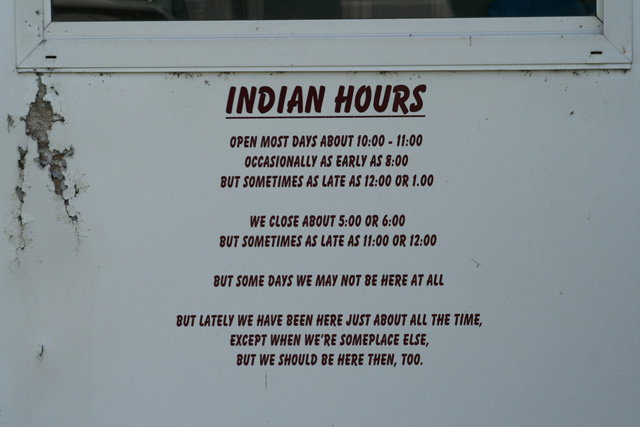 INDIAN HOURS
OPEN MOST DAYS ABOUT 10:00 - 11:00
OCCASIONALLY AS EARLY AS 8:00
BUT SOMETIMES AS LATE AS 12:00 OR 1.00
WE CLOSE ABOUT 5:00 OR 6:00
BUT SOMETIMES AS LATE AS 11:00 OR 12:00
BUT SOME DAYS WE MAY NOT BE HERE AT ALL
BUT LATELY WE HAVE BEEN HERE JUST ABOUT ALL THE TIME,
EXCEPT WHEN WE'RE SOMEPLACE ELSE,
BUT WE SHOULD BE HERE THEN, TOO.